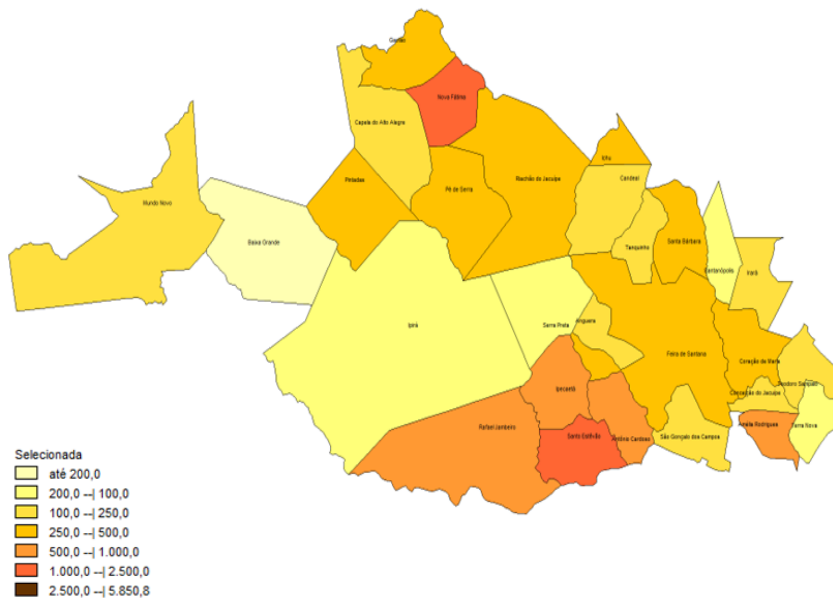 Gavião
Nova Fátima
Capela do Alto Alegre
Ichu
Candeal
Pintadas
Riachão do Jacuípe
Pé de Serra
Mundo Novo
Baixa Grande
Tanquinho
Santa Bárbara
Santanópolis
Irará
Ipirá
Serra Preta
Anguera
Feira de Santana
Coração de Maria
Teodoro Sampaio
Conceição do Jacuípe
Ipecaetá
Rafael Jambeiro
Santo Estêvão
Antônio Cardoso
São Gonçalo dos Campos
Amélia Rodrigues
Terra Nova
Selecionada
até 200,0
200,0 --| 100,0
100,0 --| 250,0
250,0 --| 500,0
500,0 --| 1.000,0
1.000,0 --| 2.500,0
2.500,0 --| 5.850,8